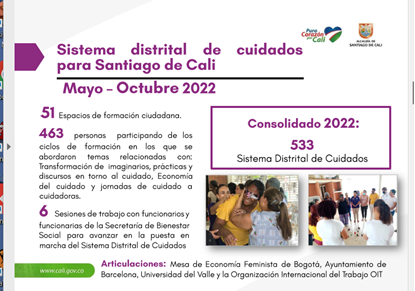 Puro Corazón por Cali
ALCALDÍA DE
SANTIAGO DE CALI
Sistema distrital de cuidados
para Santiago de Cali
Mayo – Octubre 2022
51 Espacios de formación ciudadana.
463 personas participando de los
ciclos de formación en los que se
abordaron temas relacionadas con:
Transformación de imaginarios, prácticas y
discursos en torno al cuidado, Economía
del cuidado y jornadas de cuidado a
cuidadoras.
6 Sesiones de trabajo con funcionarios y
funcionarias de la Secretaría de Bienestar
Social para avanzar en la puesta en
marcha del Sistema Distrital de Cuidados
Consolidado 2022:
533
Sistema Distrital de Cuidados
www.cali.gov.co
Articulaciones: Mesa de Economía Feminista de Bogotá, Ayuntamiento de
Barcelona, Universidad del Valle y la Organización Internacional del Trabajo OIT